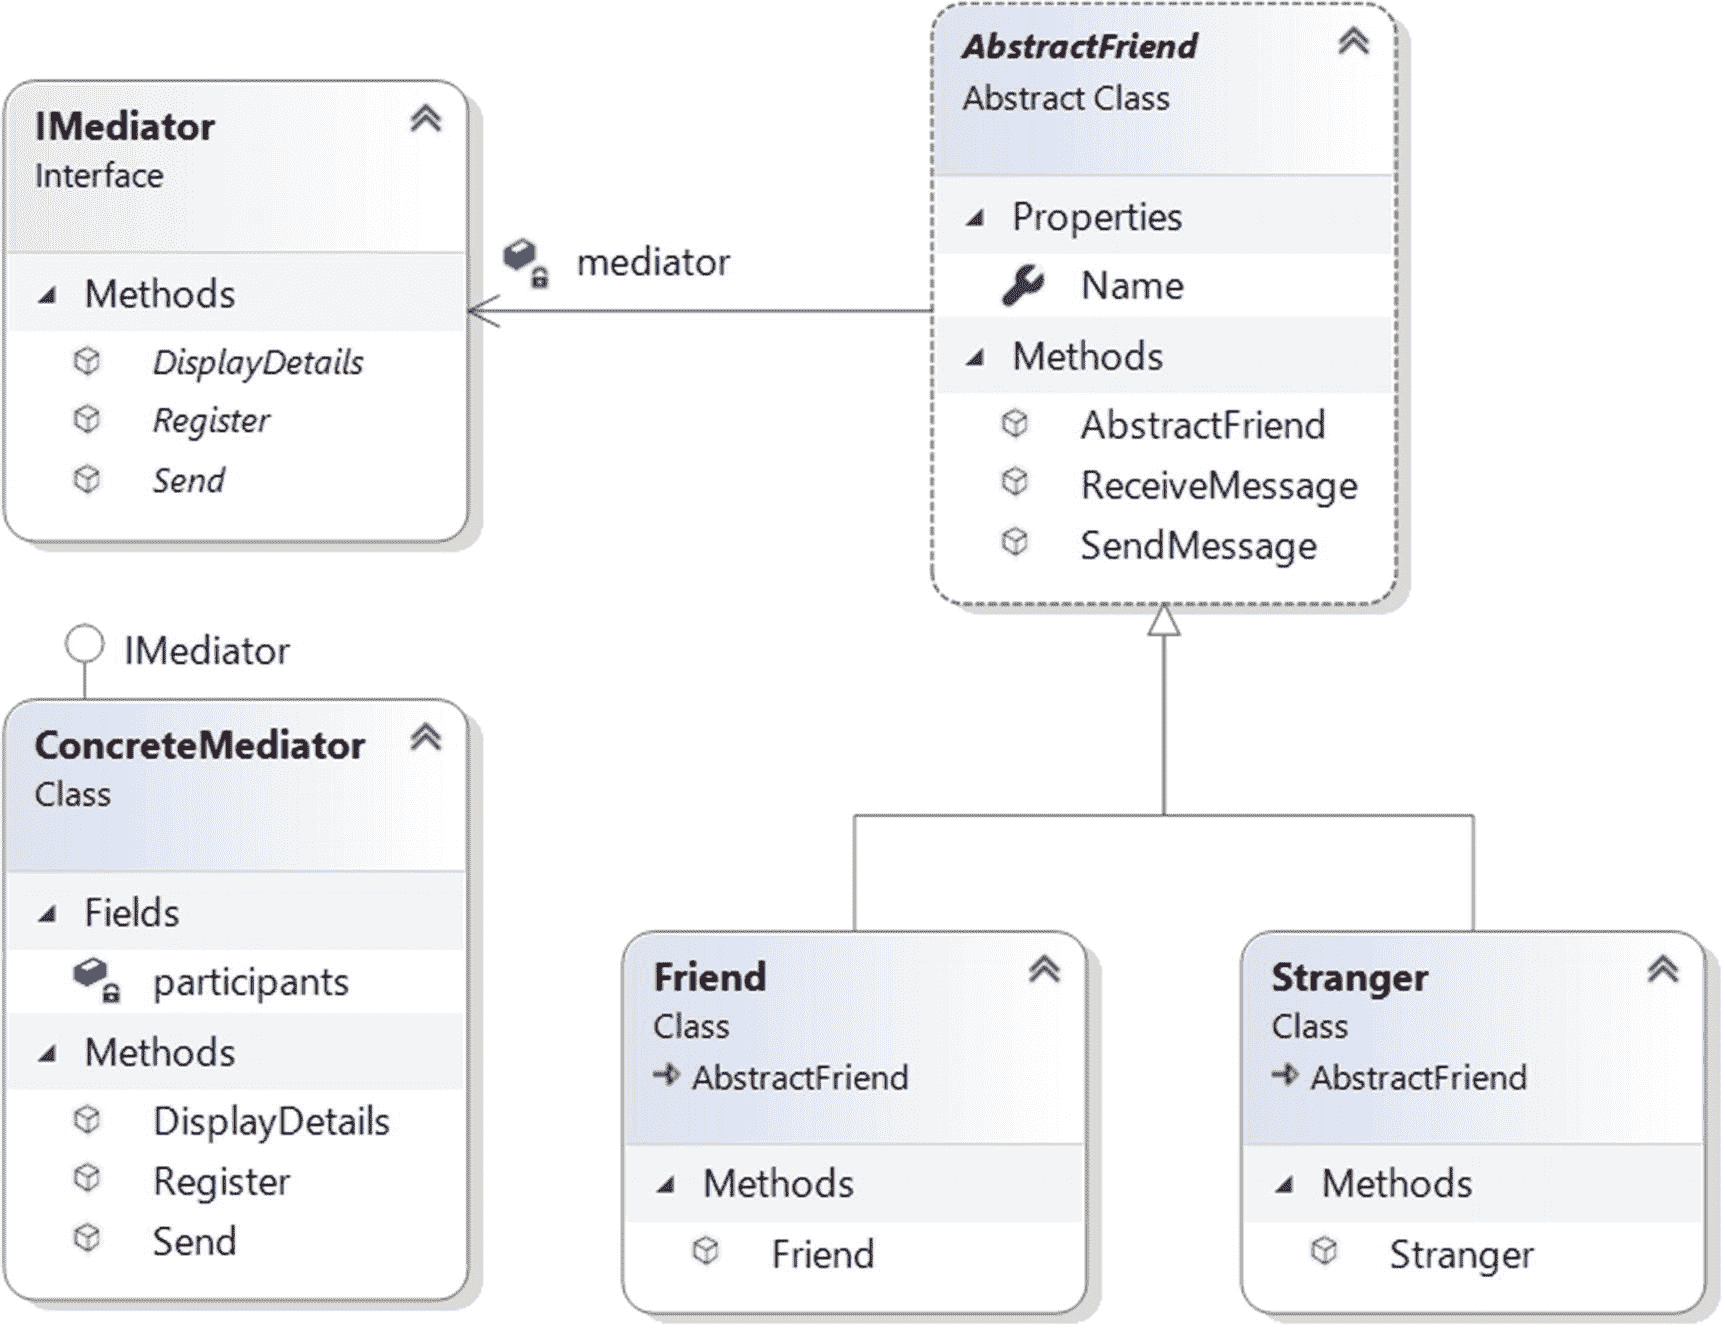 IMediator
Interface
Methods
DisplayDetails
Register
Send
mediator
AbstractFriend
Abstract Class
Properties
Name
Methods
AbstractFriend
ReceiveMessage
SendMessage
IMediator
ConcreteMediator
Class
Fields
participants
Methods
DisplayDetails
Register
Send
Friend
Class
AbstractFriend
Methods
Friend
Stranger
Class
AbstractFriend
Methods
Stranger